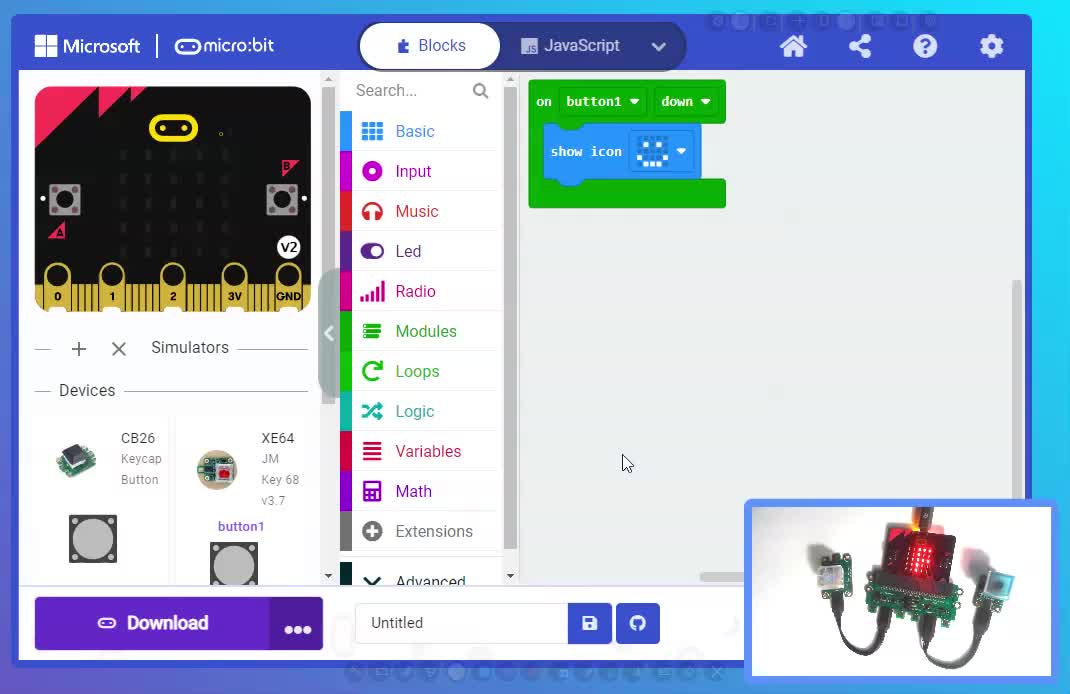 Microsoft | micro:bit
Blocks
JavaScript
JS
Search...
Basic
Input
Music
Led
Radio
Modules
Loops
Logic
Variables
Math
Extensions
Advanced
on button1 down
show icon
B
A
V2
0 1 2 3V GND
Simulators
Devices
CB26
Keycap
Button
XE64
JM
Key 68
v3.7
button1
Download
Untitled